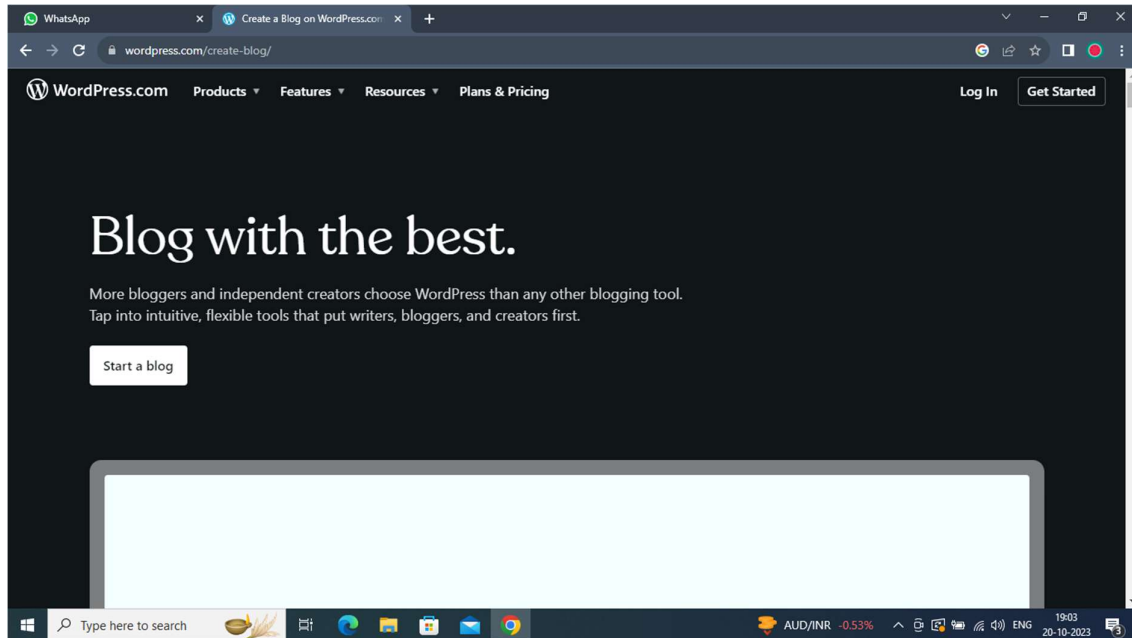 WhatsApp
Create a Blog on WordPress.com
wordpress.com/create-blog/
WordPress.com Products Features Resources Plans & Pricing Log In Get Started
Blog with the best.
More bloggers and independent creators choose WordPress than any other blogging tool.
Tap into intuitive, flexible tools that put writers, bloggers, and creators first.
Start a blog
Type here to search
AUD/INR -0.53%
ENG
19:03
20-10-2023
3